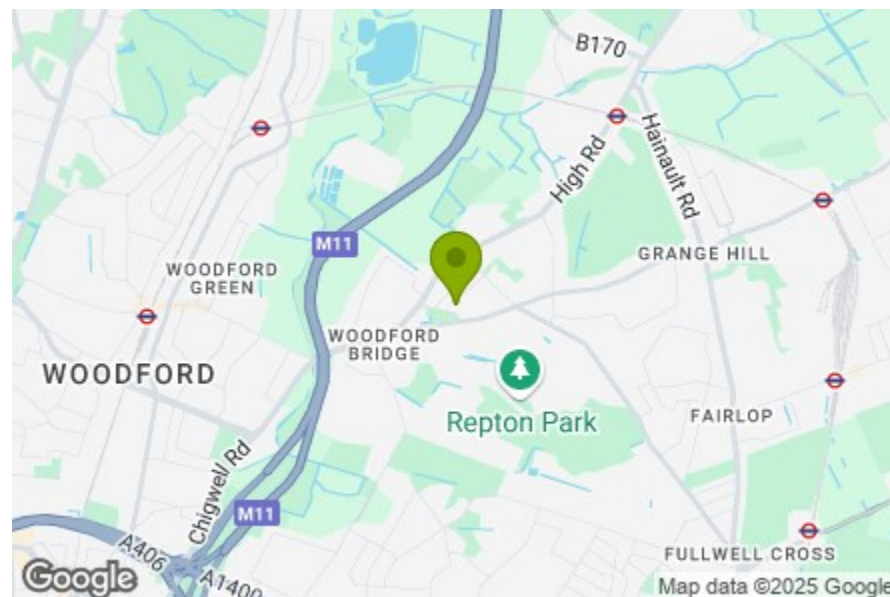 B170
High Rd
Hainault Rd
M11
GRANGE HILL
WOODFORD
GREEN
WOODFORD
BRIDGE
WOODFORD
Repton Park
FAIRLOP
Chigwell Rd
M11
A406
A1400
FULLWELL CROSS
Google
Map data ©2025 Google